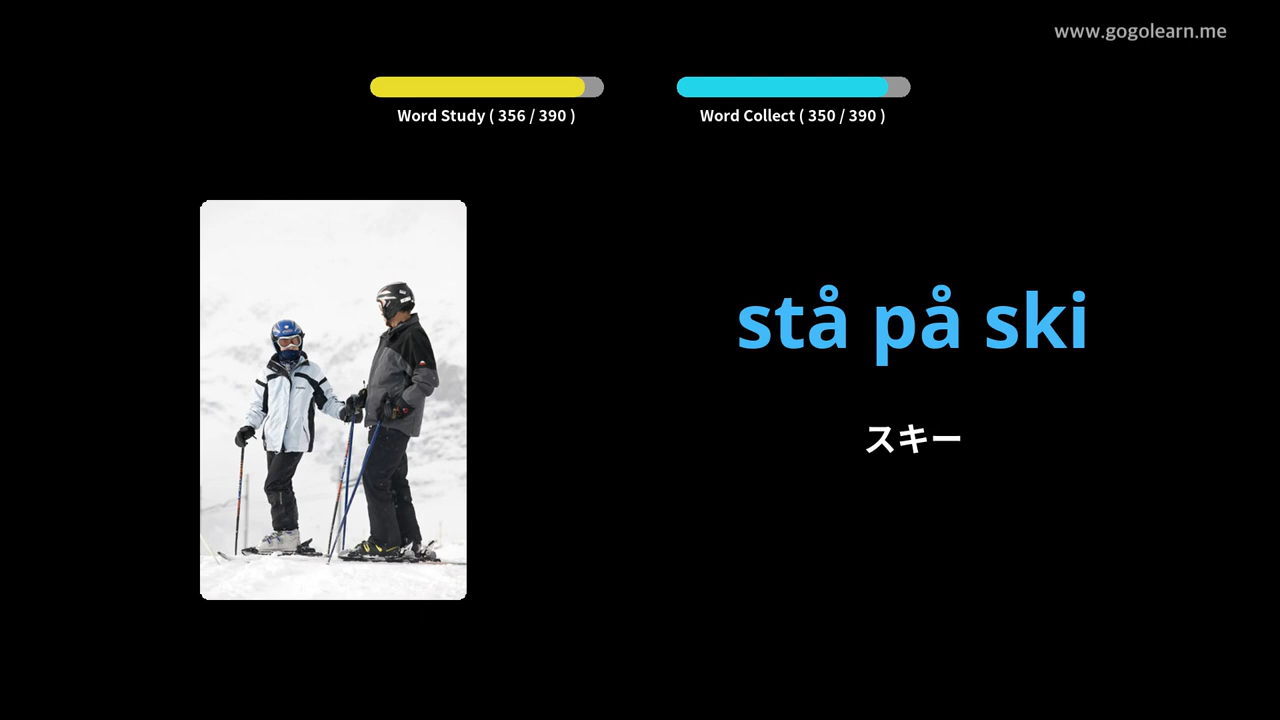 www.gogolearn.me
Word Study ( 356 / 390 )
Word Collect ( 350 / 390 )
stå på ski
スキー